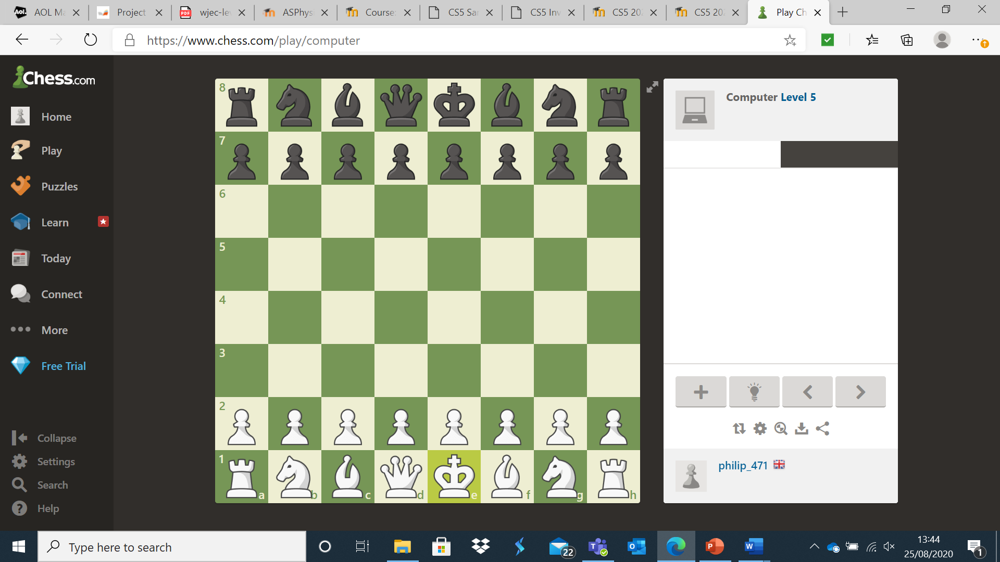 Aol. AOL Ma
Project
PDF wjec-le
ASPhys
Course:
CS5 Sa
CS5 Inv
CS5 20
CS5 20
Play Ch
https://www.chess.com/play/computer
Chess.com
Home
Play
Puzzles
Learn
Today
Connect
More
Free Trial
Collapse
Settings
Search
Help
8
7
6
5
4
3
2
1
a b c d e f g h
Computer Level 5
philip_471
Type here to search
22
13:44
25/08/2020
1